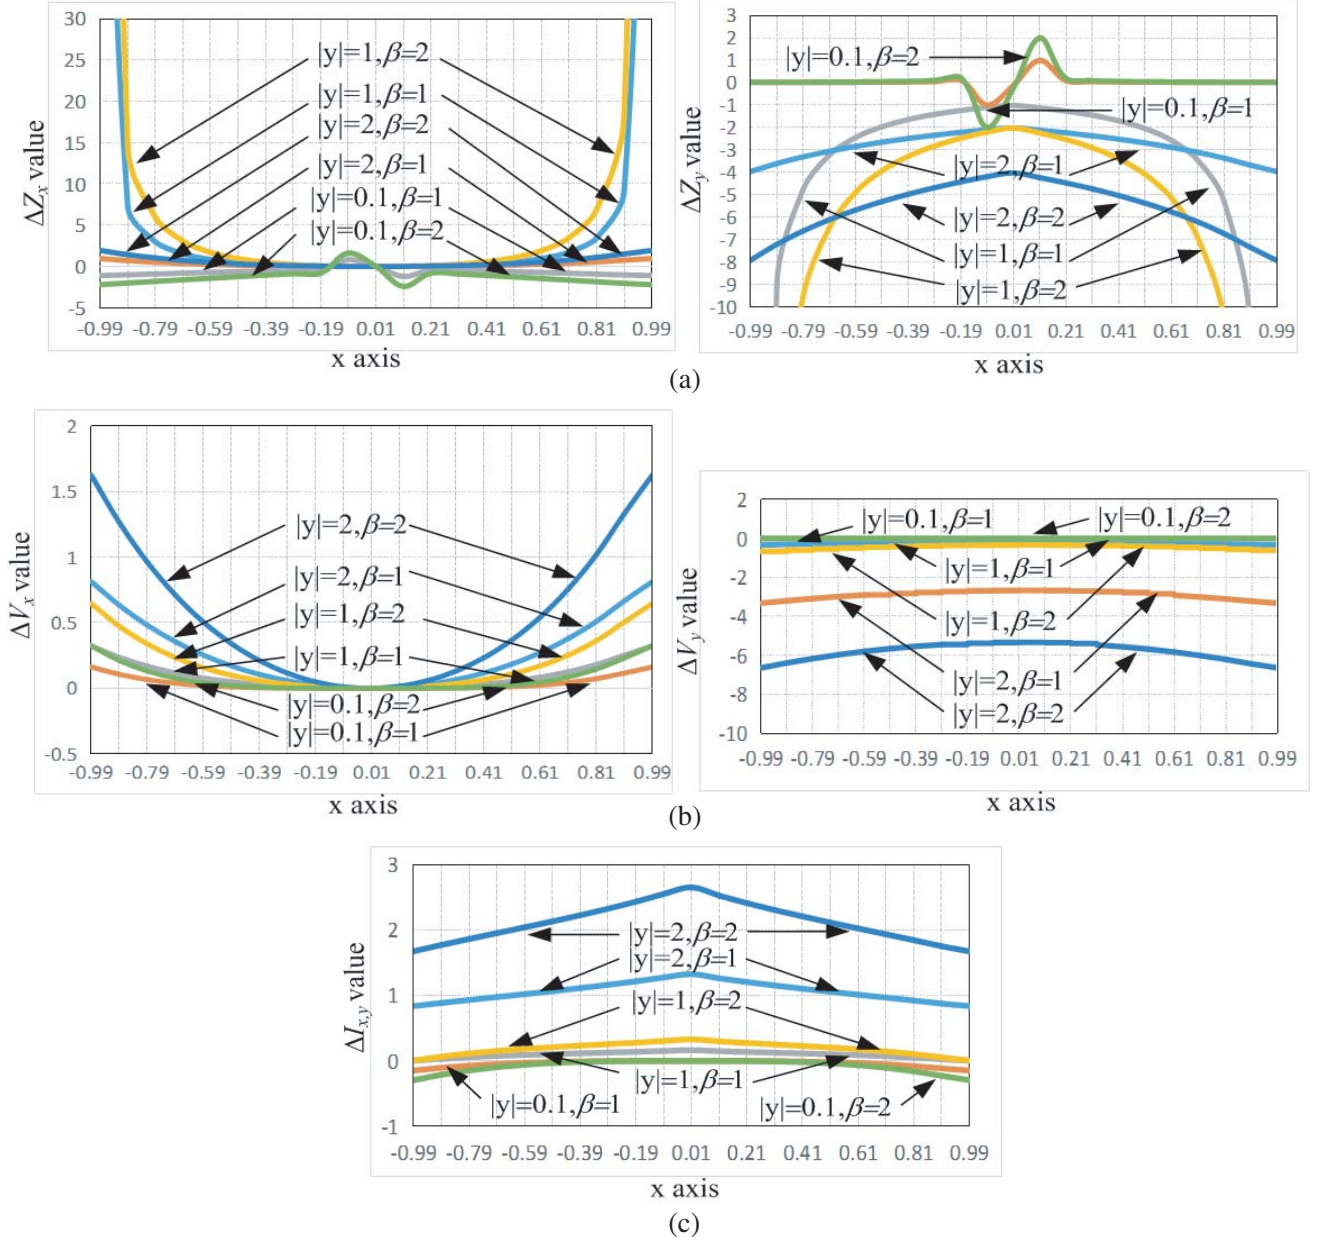 30
25
20
15
10
5
0
-5
ΔZx value
|y|=1,β=2
|y|=1,β=1
|y|=2,β=2
|y|=2,β=1
|y|=0.1,β=1
|y|=0.1,β=2
-0.99 -0.79 -0.59 -0.39 -0.19 0.01 0.21 0.41 0.61 0.81 0.99
x axis
3
2
1
0
-1
-2
-3
-4
-5
-6
-7
-8
-9
-10
ΔZy value
|y|=0.1,β=2
|y|=0.1,β=1
|y|=2,β=1
|y|=2,β=2
|y|=1,β=1
|y|=1,β=2
-0.99 -0.79 -0.59 -0.39 -0.19 0.01 0.21 0.41 0.61 0.81 0.99
x axis
(a)
2
1.5
1
0.5
0
-0.5
ΔVx value
|y|=2,β=2
|y|=2,β=1
|y|=1,β=2
|y|=1,β=1
|y|=0.1,β=2
|y|=0.1,β=1
-0.99 -0.79 -0.59 -0.39 -0.19 0.01 0.21 0.41 0.61 0.81 0.99
x axis
2
0
-2
-4
-6
-8
-10
ΔVy value
|y|=0.1,β=1 |y|=0.1,β=2
|y|=1,β=1
|y|=1,β=2
|y|=2,β=1
|y|=2,β=2
-0.99 -0.79 -0.59 -0.39 -0.19 0.01 0.21 0.41 0.61 0.81 0.99
x axis
(b)
3
2
1
0
-1
ΔIx,y value
|y|=2,β=2
|y|=2,β=1
|y|=1,β=2
|y|=1,β=1
|y|=0.1,β=1 |y|=0.1,β=2
-0.99 -0.79 -0.59 -0.39 -0.19 0.01 0.21 0.41 0.61 0.81 0.99
x axis
(c)